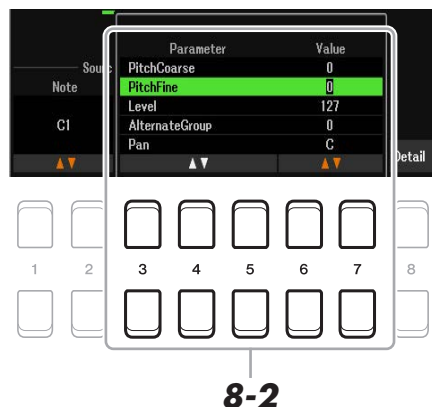 Parameter Value
Sourc PitchCoarse 0
Note PitchFine 0
Level 127
C1 AlternateGroup 0
Pan C
Detail
1 2 3 4 5 6 7 8
8-2